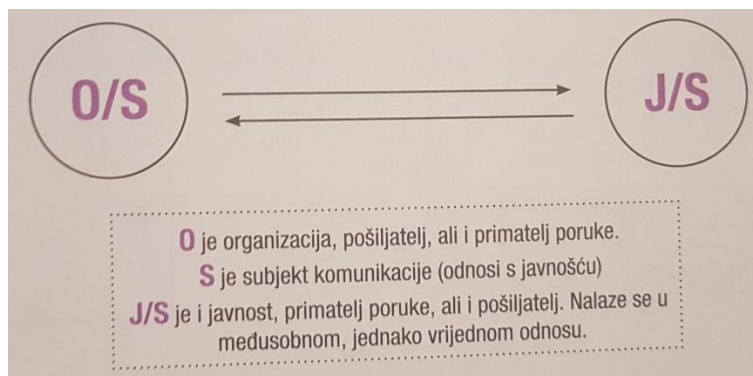 O/S
J/S
O je organizacija, pošiljatelj, ali i primatelj poruke.
S je subjekt komunikacije (odnosi s javnošću)
J/S je i javnost, primatelj poruke, ali i pošiljatelj. Nalaze se u
međusobnom, jednako vrijednom odnosu.